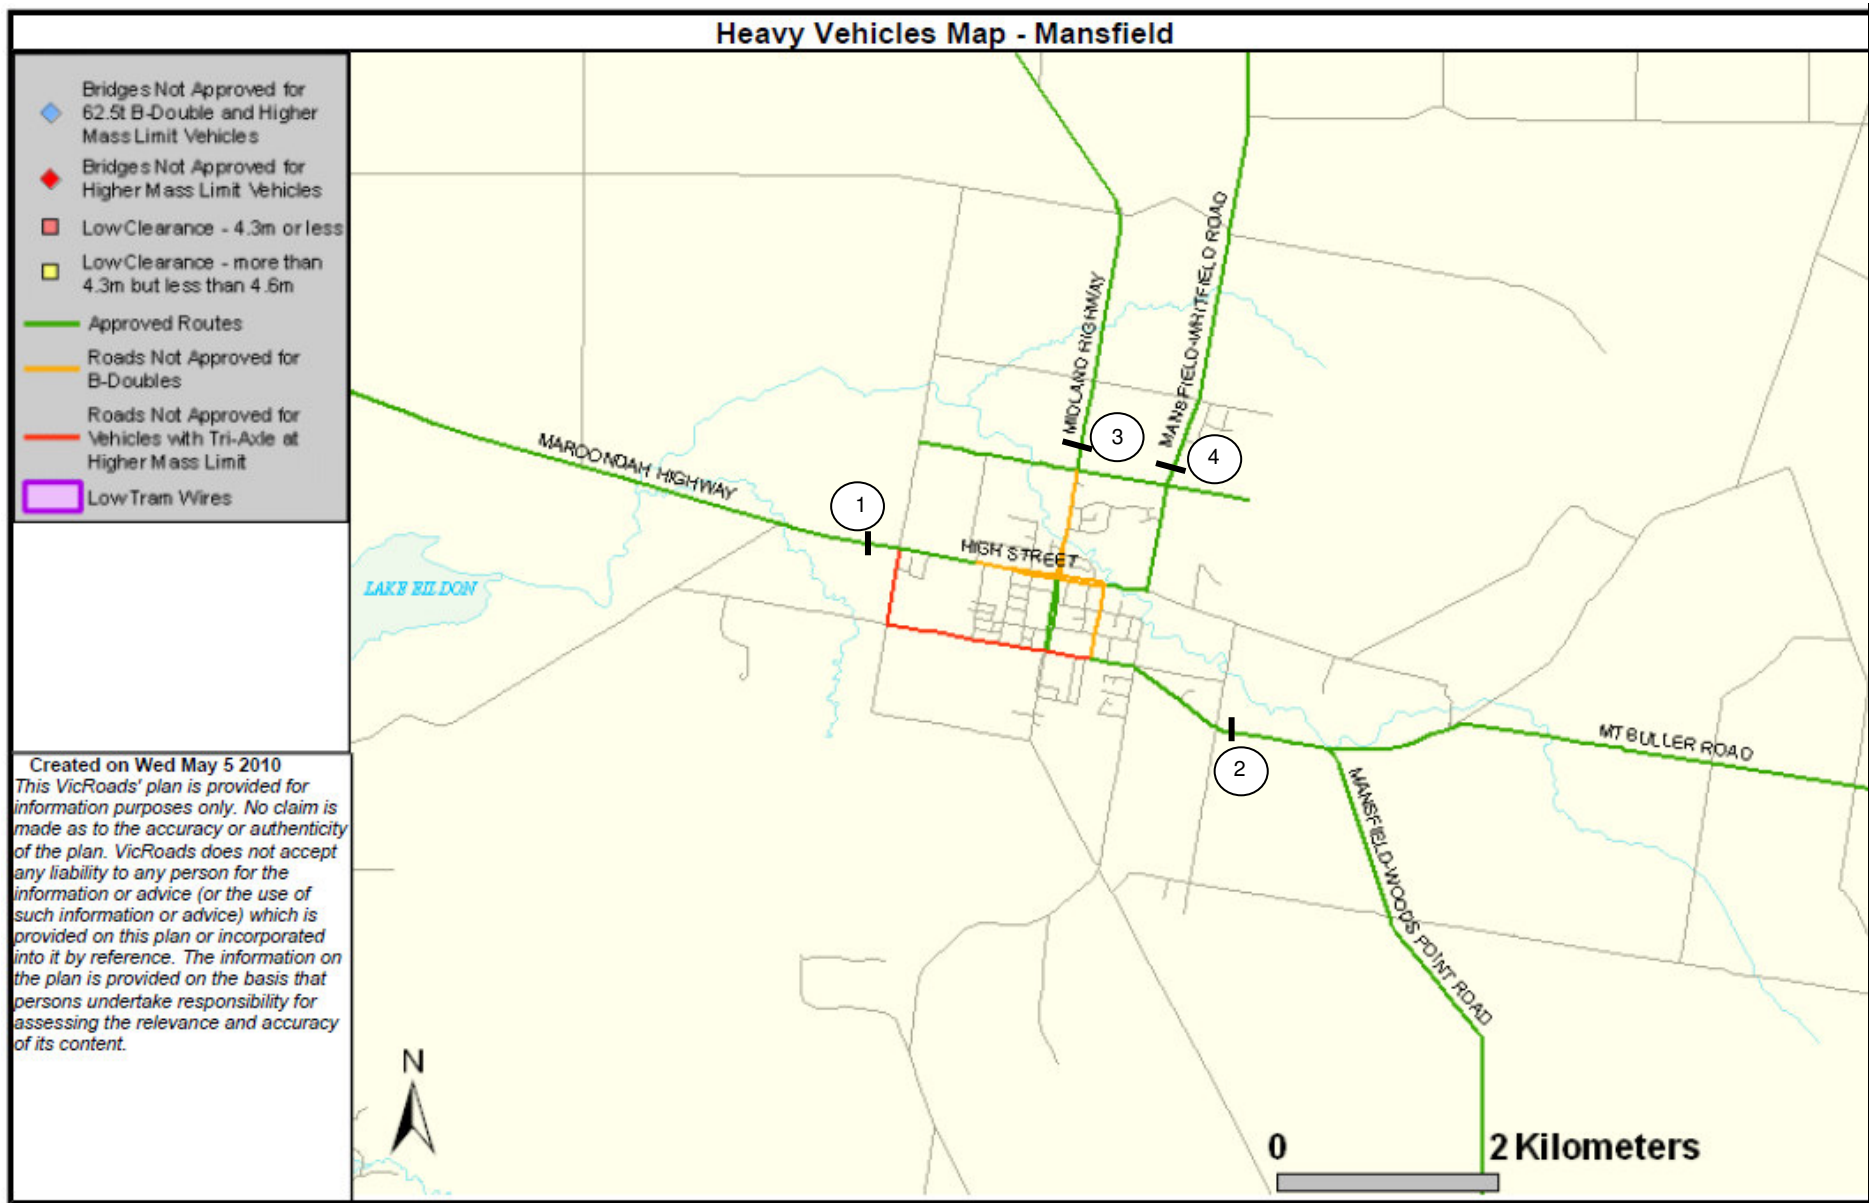 Heavy Vehicles Map - Mansfield
Bridges Not Approved for
62.5t B-Double and Higher
Mass Limit Vehicles
Bridges Not Approved for
Higher Mass Limit Vehicles
Low Clearance - 4.3m or less
Low Clearance - more than
4.3m but less than 4.6m
Approved Routes
Roads Not Approved for
B-Doubles
Roads Not Approved for
Vehicles with Tri-Axle at
Higher Mass Limit
Low Tram Wires
Created on Wed May 5 2010
This VicRoads' plan is provided for
information purposes only. No claim is
made as to the accuracy or authenticity
of the plan. VicRoads does not accept
any liability to any person for the
information or advice (or the use of
such information or advice) which is
provided on this plan or incorporated
into it by reference. The information on
the plan is provided on the basis that
persons undertake responsibility for
assessing the relevance and accuracy
of its content.
MIDLAND HIGHWAY
MANSFIELD-WHITFIELD ROAD
3
4
MAROONDAH HIGHWAY
1
HIGH STREET
LAKE EILDON
2
MT BULLER ROAD
MANSFIELD-WOODS POINT ROAD
N
0 2 Kilometers